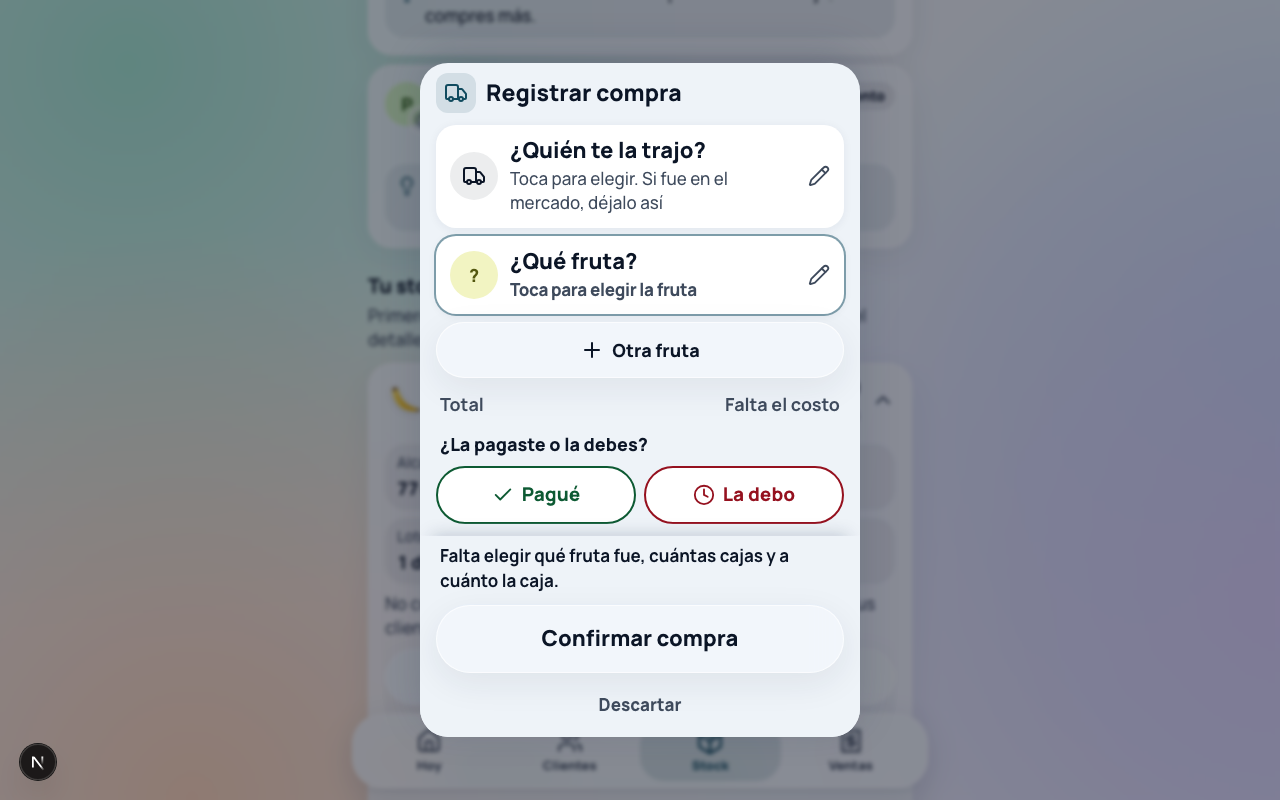 compres más.
P
Registrar compra
¿Quién te la trajo?
Toca para elegir. Si fue en el
mercado, déjalo así
?
¿Qué fruta?
Toca para elegir la fruta
Otra fruta
Total
Falta el costo
¿La pagaste o la debes?
Pagué
La debo
Falta elegir qué fruta fue, cuántas cajas y a
cuánto la caja.
Confirmar compra
Descartar
Hoy
Clientes
Stock
Ventas
N